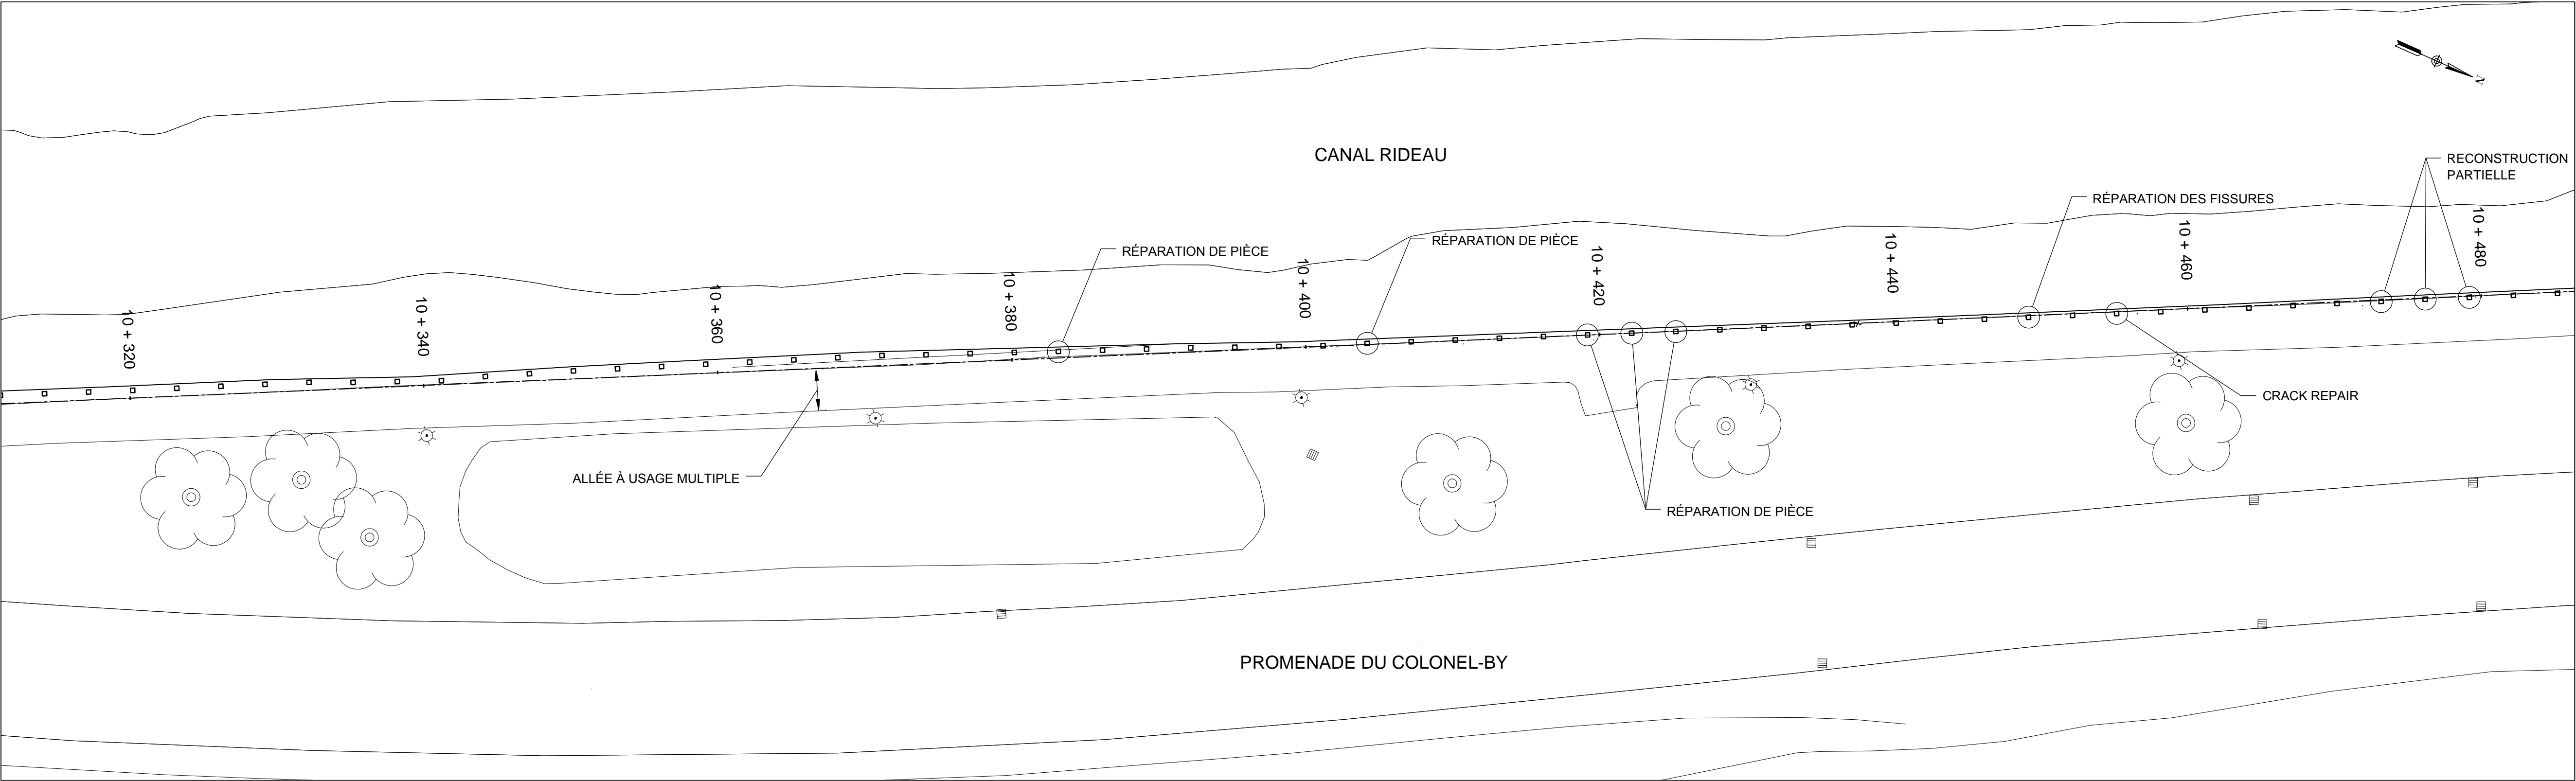 N
CANAL RIDEAU
RECONSTRUCTION
PARTIELLE
RÉPARATION DES FISSURES
RÉPARATION DE PIÈCE
RÉPARATION DE PIÈCE
10 + 320
10 + 340
10 + 360
10 + 380
10 + 400
10 + 420
10 + 440
10 + 460
10 + 480
CRACK REPAIR
ALLÉE À USAGE MULTIPLE
RÉPARATION DE PIÈCE
PROMENADE DU COLONEL-BY